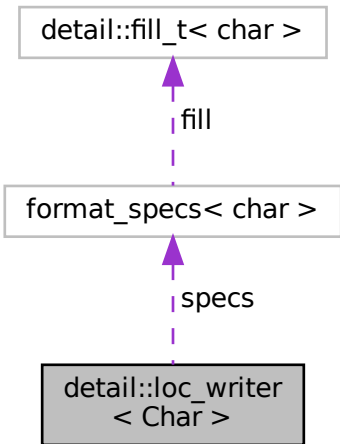 detail::fill_t< char >
fill
format_specs< char >
specs
detail::loc_writer
< Char >